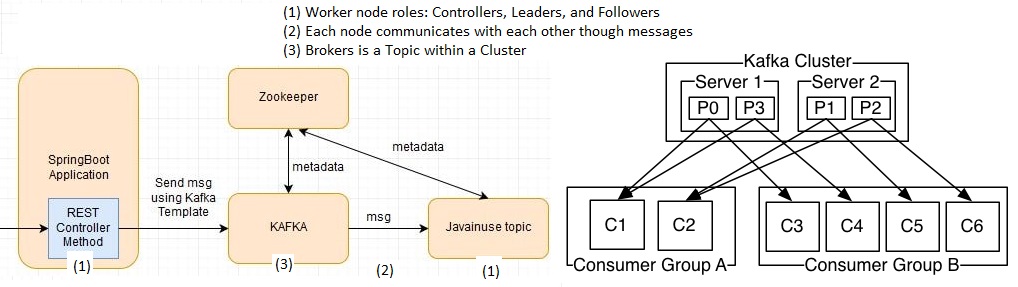 (1) Worker node roles: Controllers, Leaders, and Followers
(2) Each node communicates with each other though messages
(3) Brokers is a Topic within a Cluster
SpringBoot
Application
REST
Controller
Method
(1)
Send msg
using Kafka
Template
Zookeeper
metadata
metadata
KAFKA
(3)
msg
(2)
Javainuse topic
(1)
Kafka Cluster
Server 1
Server 2
P0
P3
P1
P2
C1
C2
C3
C4
C5
C6
Consumer Group A
Consumer Group B